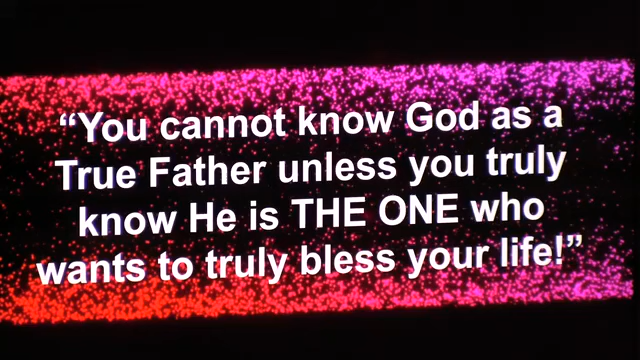 “You cannot know God as a
True Father unless you truly
know He is THE ONE who
wants to truly bless your life!”